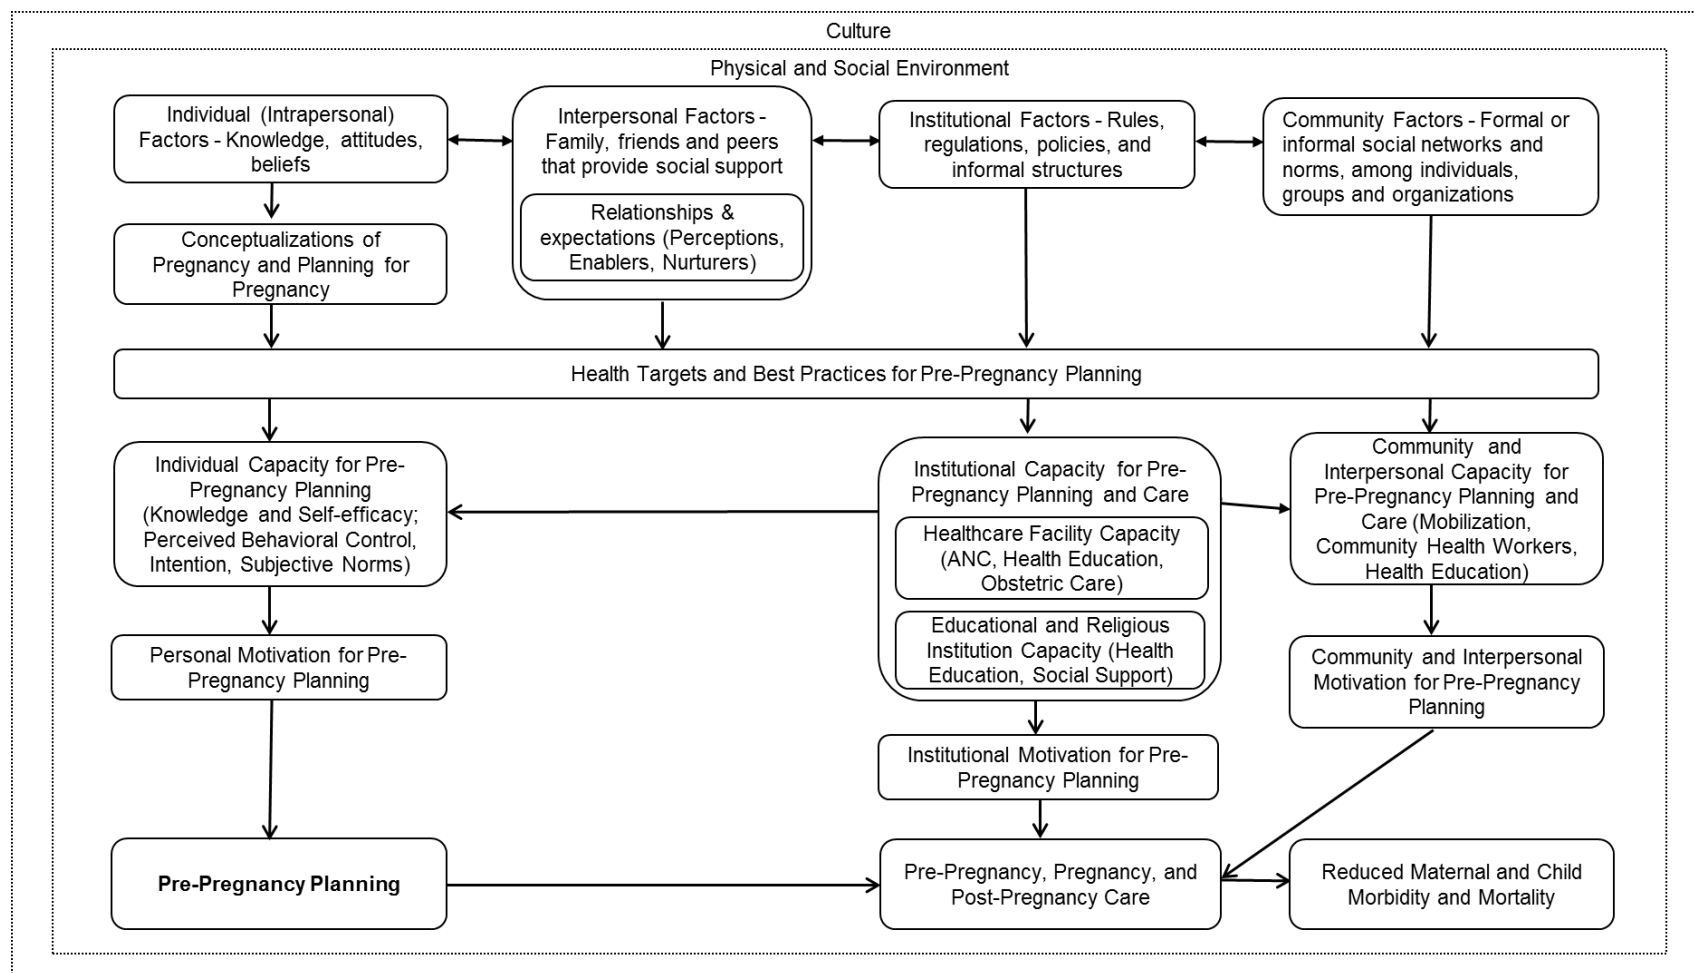 Culture
Physical and Social Environment
Individual (Intrapersonal)
Factors - Knowledge, attitudes,
beliefs
Interpersonal Factors -
Family, friends and peers
that provide social support
Relationships &
expectations (Perceptions,
Enablers, Nurturers)
Institutional Factors - Rules,
regulations, policies, and
informal structures
Community Factors - Formal or
informal social networks and
norms, among individuals,
groups and organizations
Conceptualizations of
Pregnancy and Planning for
Pregnancy
Health Targets and Best Practices for Pre-Pregnancy Planning
Individual Capacity for Pre-
Pregnancy Planning
(Knowledge and Self-efficacy;
Perceived Behavioral Control,
Intention, Subjective Norms)
Institutional Capacity for Pre-
Pregnancy Planning and Care
Healthcare Facility Capacity
(ANC, Health Education,
Obstetric Care)
Educational and Religious
Institution Capacity (Health
Education, Social Support)
Community and
Interpersonal Capacity for
Pre-Pregnancy Planning and
Care (Mobilization,
Community Health Workers,
Health Education)
Personal Motivation for Pre-
Pregnancy Planning
Community and Interpersonal
Motivation for Pre-Pregnancy
Planning
Institutional Motivation for Pre-
Pregnancy Planning
Pre-Pregnancy Planning
Pre-Pregnancy, Pregnancy, and
Post-Pregnancy Care
Reduced Maternal and Child
Morbidity and Mortality